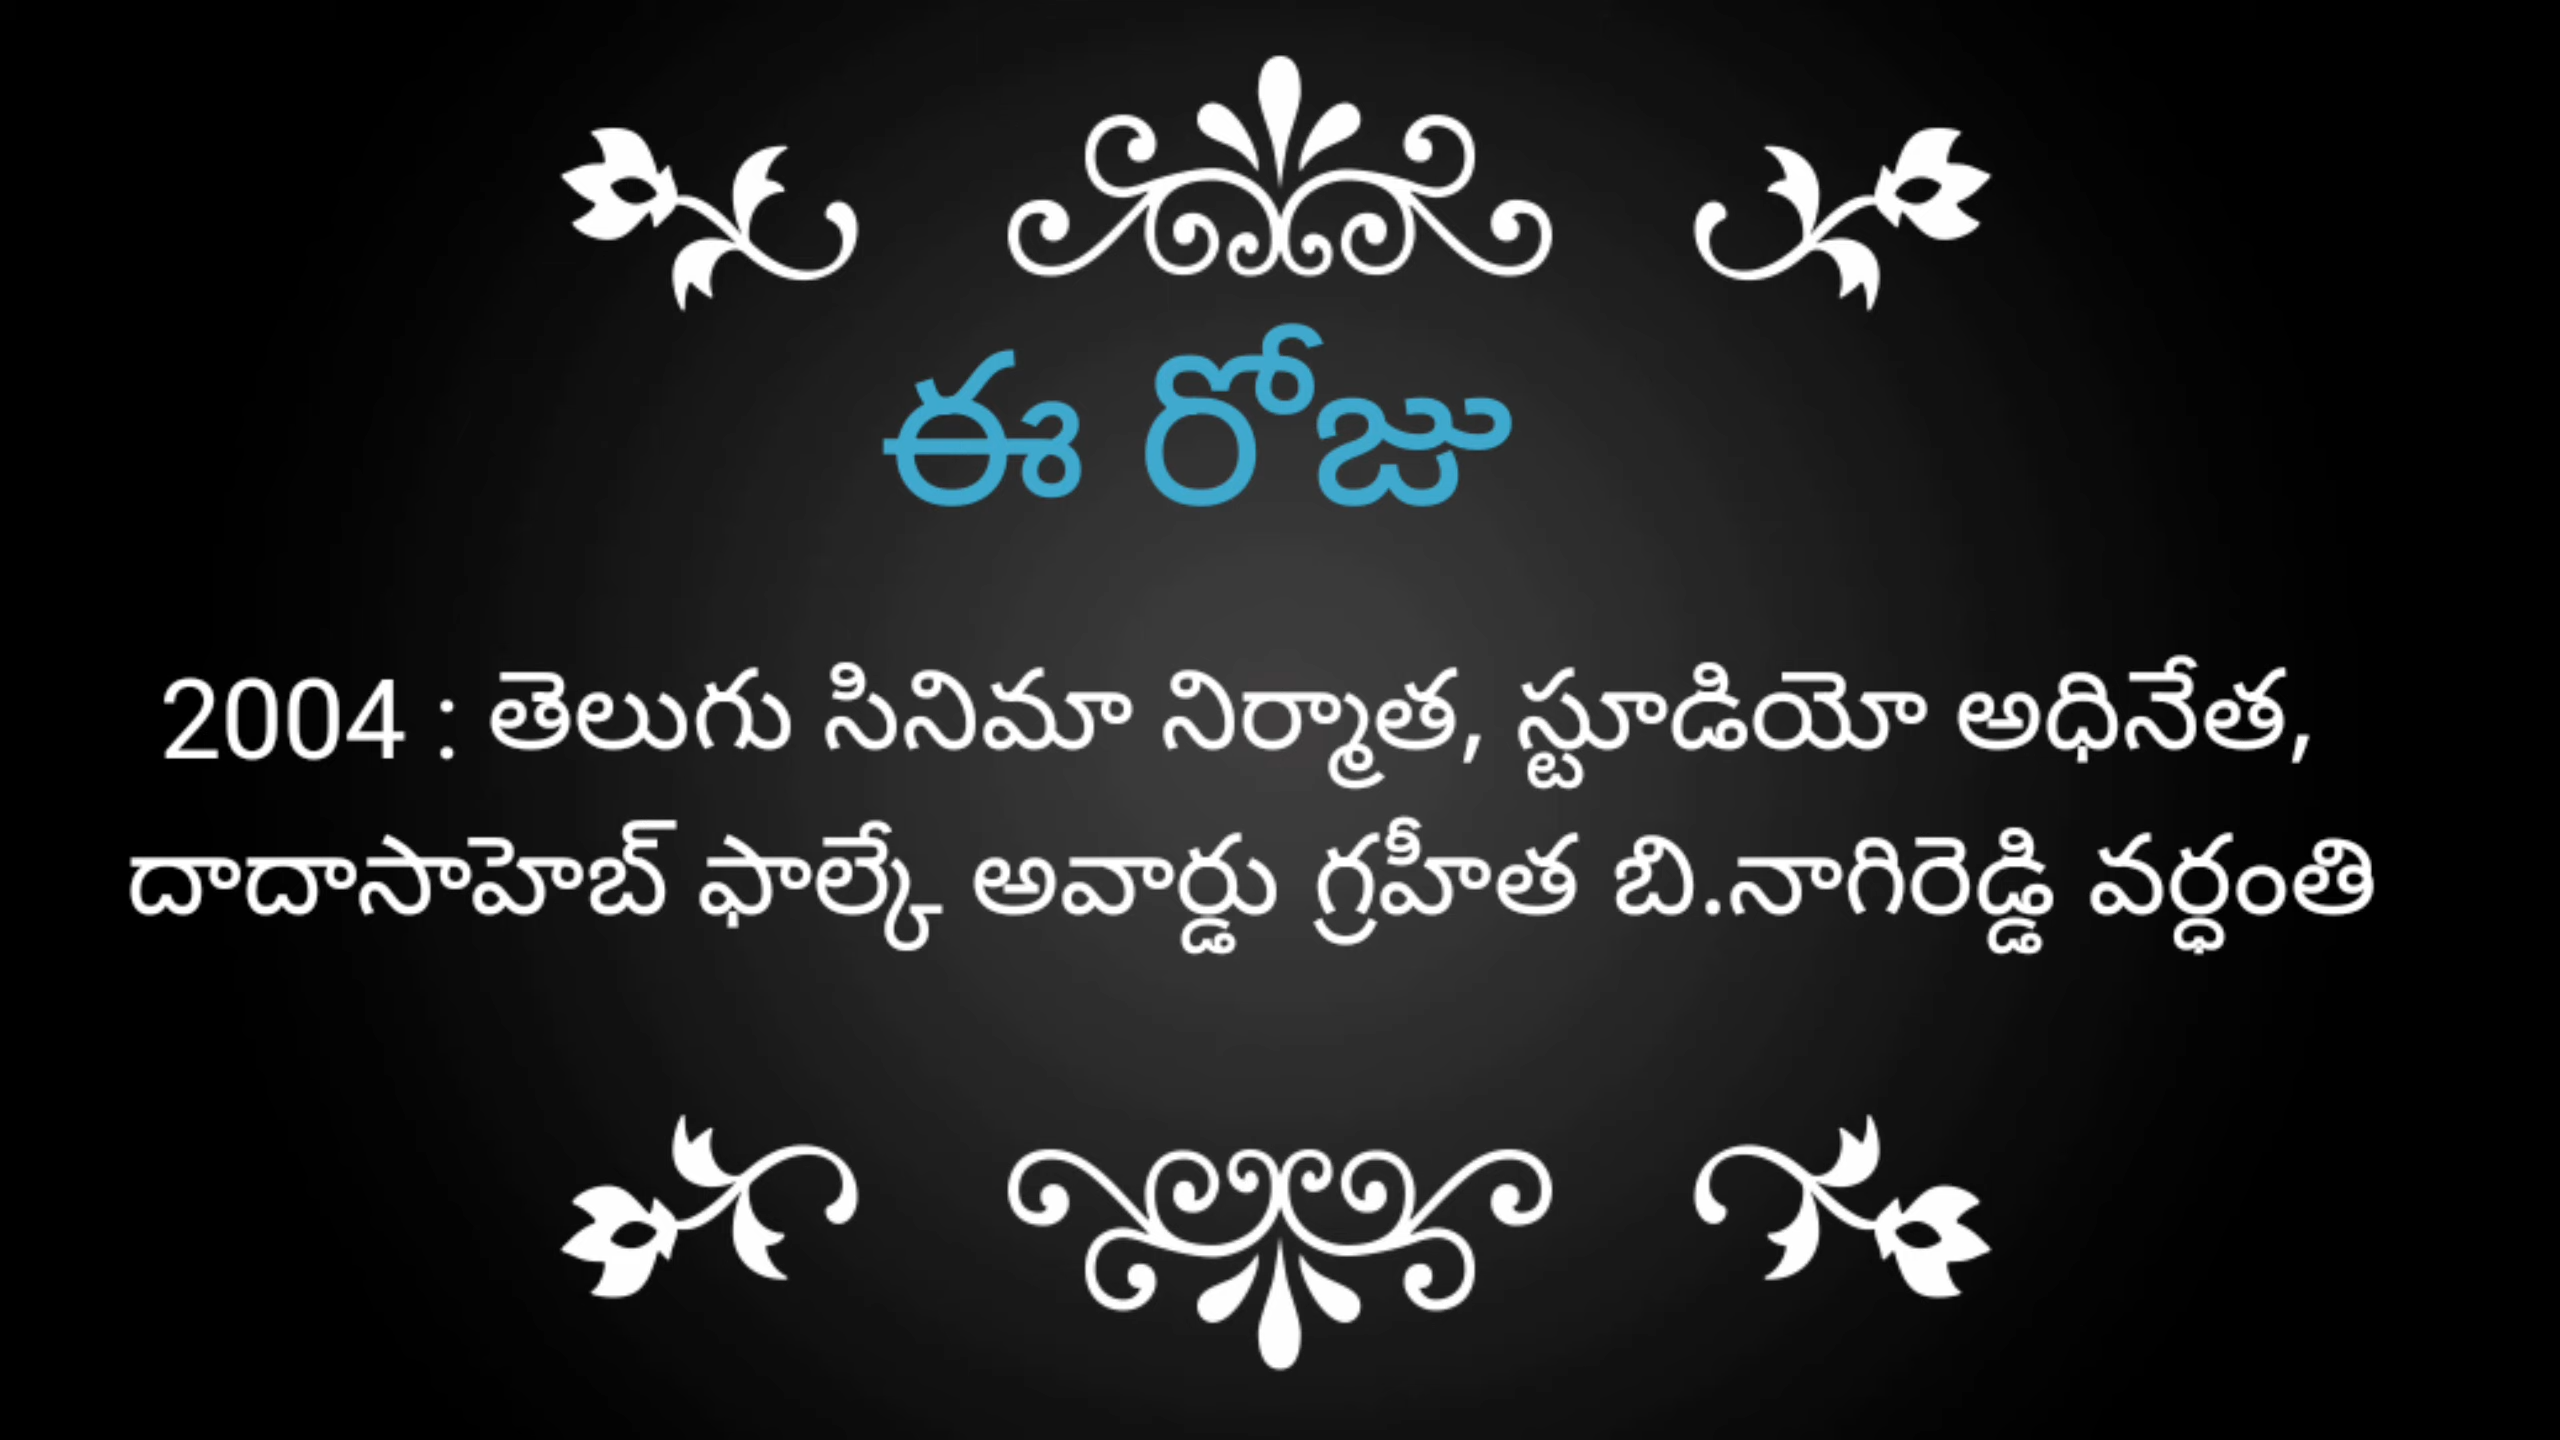 ఈ రోజు
2004 : తెలుగు సినిమా నిర్మాత, స్టూడియో అధినేత,
దాదాసాహెబ్ ఫాల్కే అవార్డు గ్రహీత బి.నాగిరెడ్డి వర్ధంతి